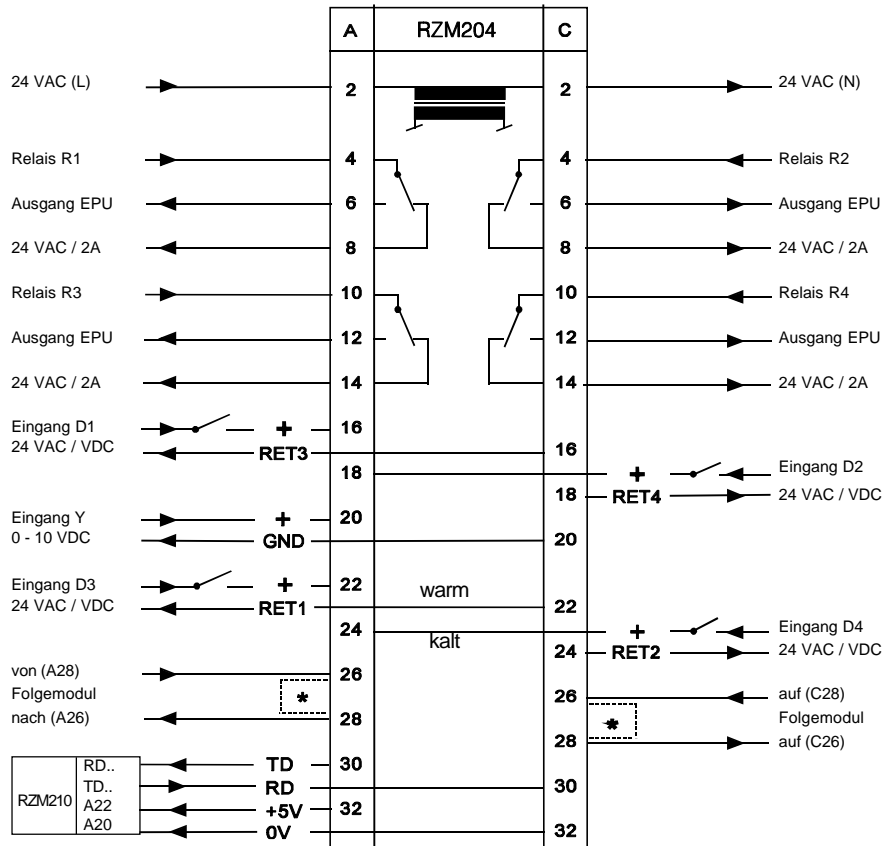 A RZM204 C
24 VAC (L) 2 2 24 VAC (N)
Relais R1 4 4 Relais R2
Ausgang EPU 6 6 Ausgang EPU
24 VAC / 2A 8 8 24 VAC / 2A
Relais R3 10 10 Relais R4
Ausgang EPU 12 12 Ausgang EPU
24 VAC / 2A 14 14 24 VAC / 2A
Eingang D1 + 16
24 VAC / VDC RET3 16
18 + Eingang D2
18 RET4 24 VAC / VDC
Eingang Y + 20
0 - 10 VDC GND 20
Eingang D3 + 22 warm
24 VAC / VDC RET1 22
24 kalt + Eingang D4
24 RET2 24 VAC / VDC
von (A28) 26
Folgemodul *
nach (A26) 28
26 auf (C28)
* Folgemodul
28 auf (C26)
RZM210
RD.. TD 30
TD.. RD 30
A22 +5V 32
A20 0V 32